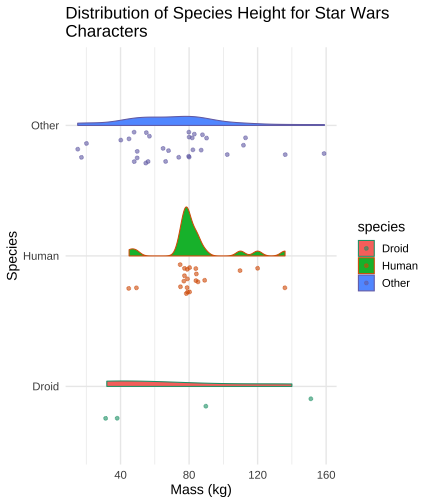 Distribution of Species Height for Star Wars
Characters
Species
Other
Human
Droid
40 80 120 160
Mass (kg)
species
Droid
Human
Other